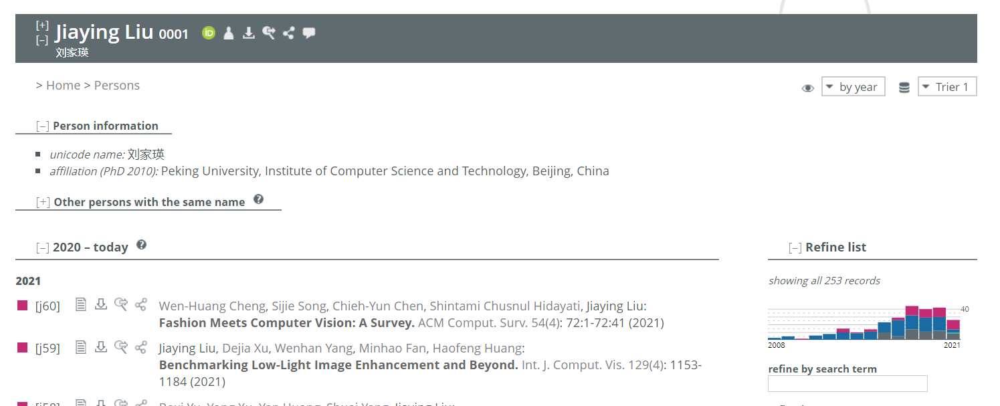 [+] Jiaying Liu 0001 iD
[–] 刘家瑛
> Home > Persons
by year
Trier 1
[–] Person information
unicode name: 刘家瑛
affiliation (PhD 2010): Peking University, Institute of Computer Science and Technology, Beijing, China
[+] Other persons with the same name ?
[–] 2020 – today ?
2021
[j60] Wen-Huang Cheng, Sijie Song, Chieh-Yun Chen, Shintami Chusnul Hidayati, Jiaying Liu:
Fashion Meets Computer Vision: A Survey. ACM Comput. Surv. 54(4): 72:1-72:41 (2021)
[j59] Jiaying Liu, Dejia Xu, Wenhan Yang, Minhao Fan, Haofeng Huang:
Benchmarking Low-Light Image Enhancement and Beyond. Int. J. Comput. Vis. 129(4): 1153-
1184 (2021)
[–] Refine list
showing all 253 records
40
2008 2021
refine by search term